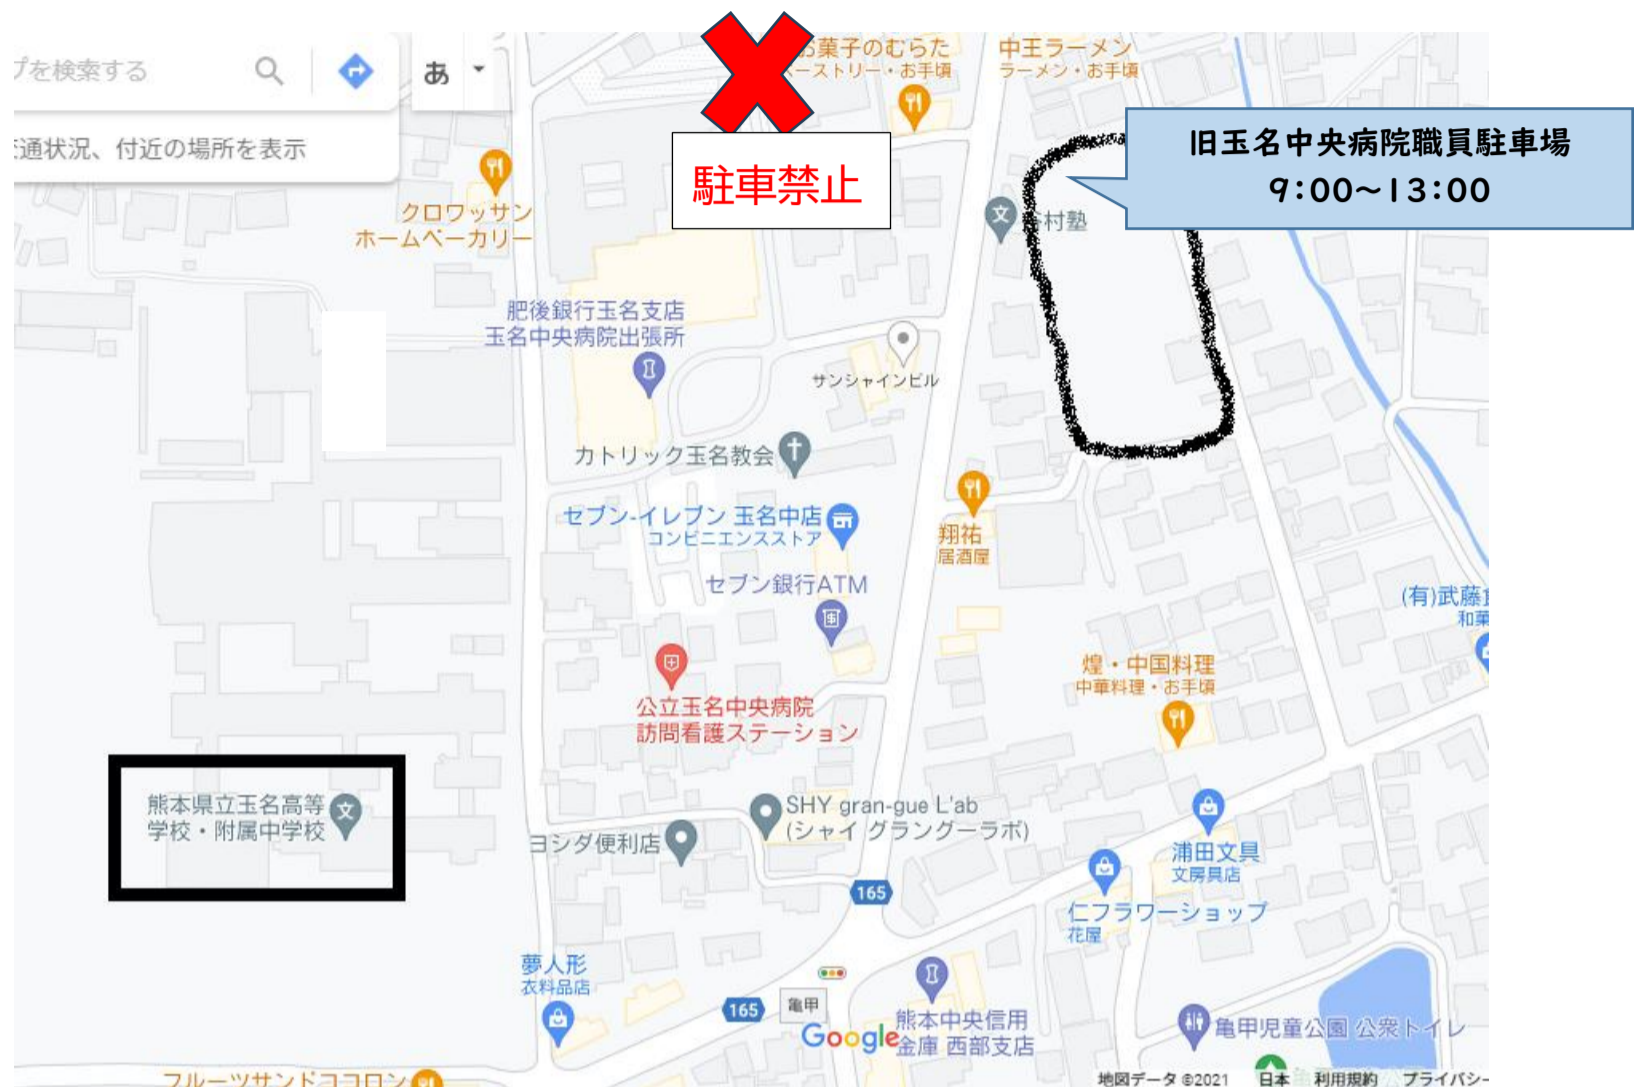 プを検索する
あ
通状況、付近の場所を表示
お菓子のむらた
ーストリー・お手頃
中王ラーメン
ラーメン・お手頃
駐車禁止
旧玉名中央病院職員駐車場
9:00~13:00
クロワッサン
ホームベーカリー
村塾
肥後銀行玉名支店
玉名中央病院出張所
サンシャインビル
カトリック玉名教会
セブン-イレブン 玉名中店
コンビニエンスストア
翔祐
居酒屋
セブン銀行ATM
(有)武藤
和菓
公立玉名中央病院
訪問看護ステーション
煌・中国料理
中華料理・お手頃
熊本県立玉名高等
学校・附属中学校
SHY gran-gue L'ab
(シャイ グラングーラボ)
ヨシダ便利店
浦田文具
文房具店
165
仁フラワーショップ
花屋
夢人形
衣料品店
165
亀甲
Google
熊本中央信用
金庫 西部支店
亀甲児童公園 公衆トイレ
フルーツサンドココロン
地図データ ©2021 日本 利用規約 プライバシー